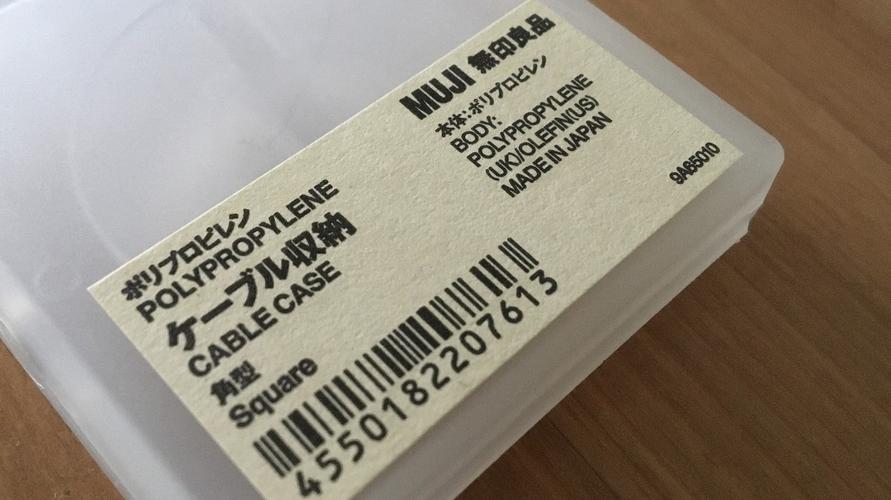 MUJI 無印良品
本体:ポリプロピレン
BODY:
POLYPROPYLENE
(UK)/OLEFIN(US)
MADE IN JAPAN
9A65010
ポリプロピレン
POLYPROPYLENE
ケーブル収納
CABLE CASE
角型
Square
4550182207613